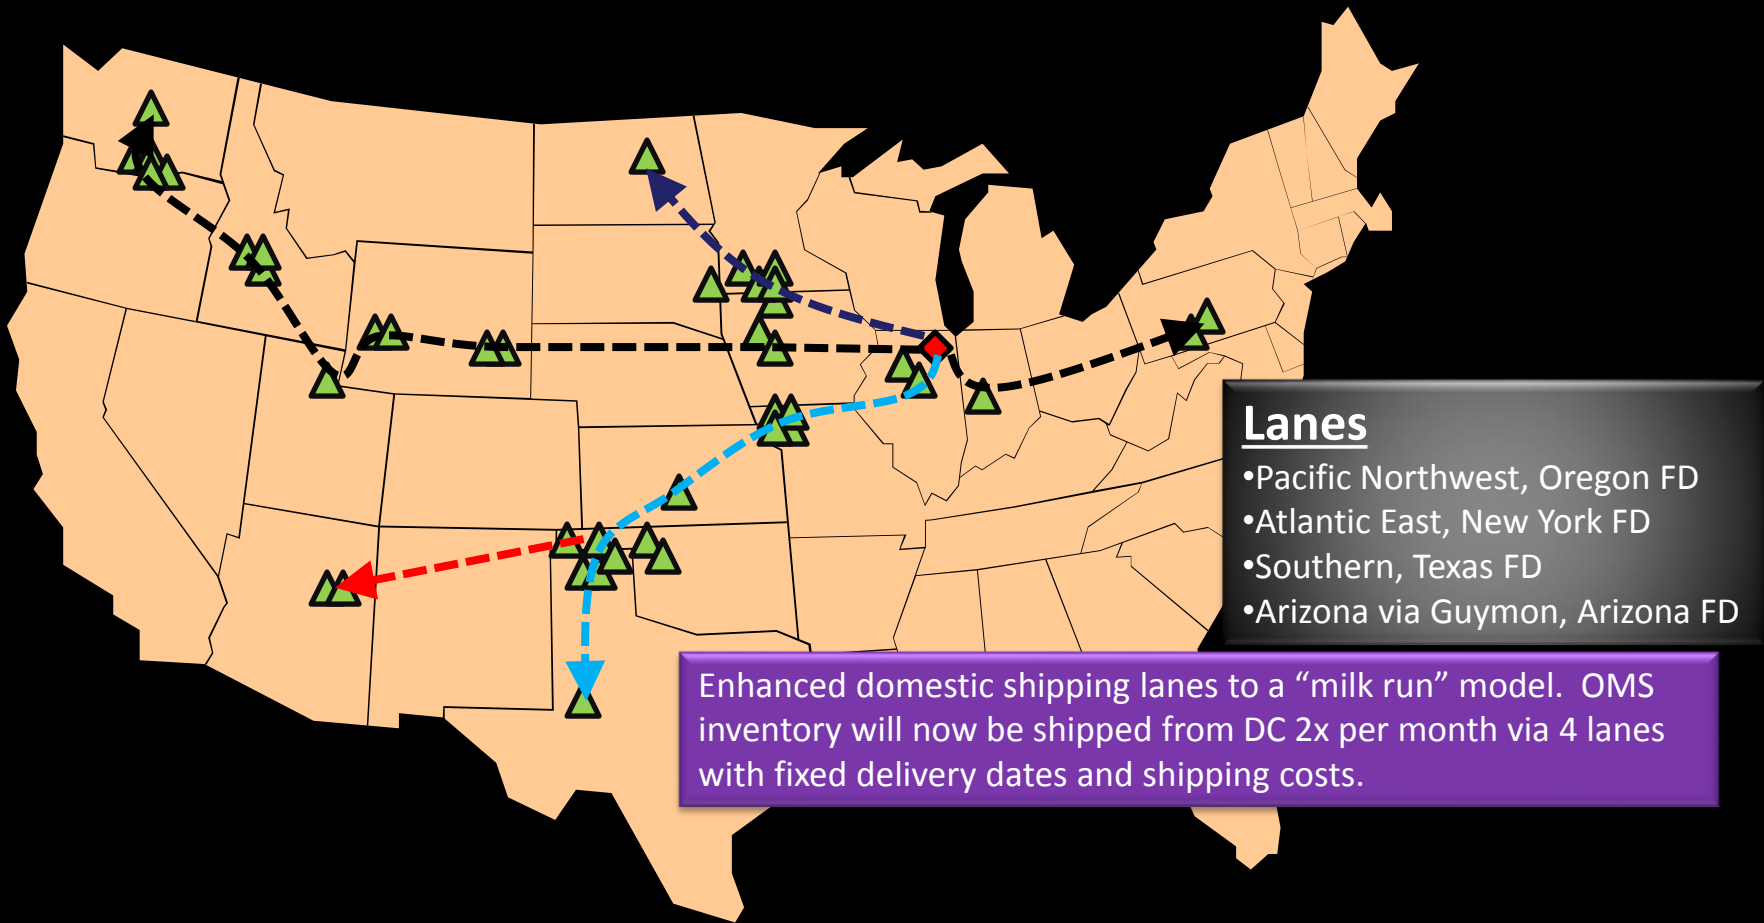 Lanes
•Pacific Northwest, Oregon FD
•Atlantic East, New York FD
•Southern, Texas FD
•Arizona via Guymon, Arizona FD
Enhanced domestic shipping lanes to a “milk run” model.  OMS
inventory will now be shipped from DC 2x per month via 4 lanes
with fixed delivery dates and shipping costs.